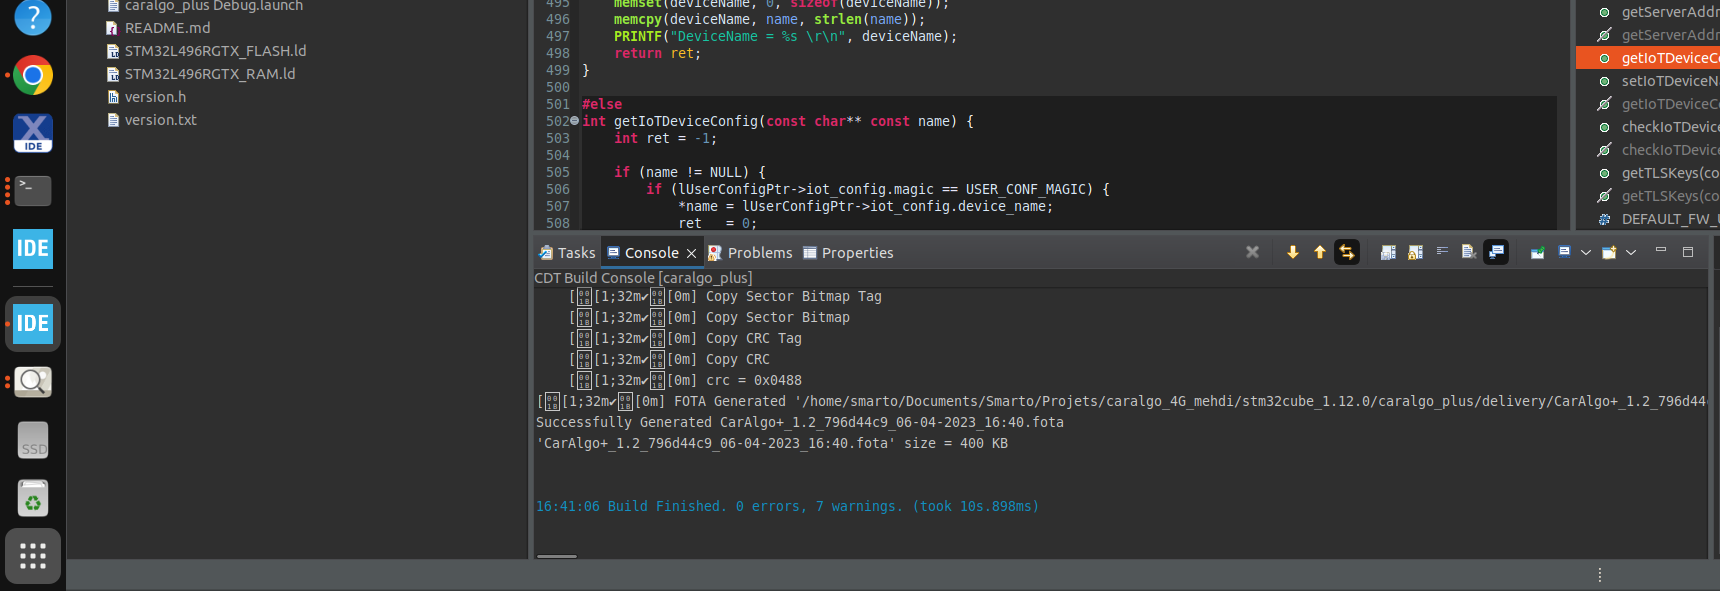 caralgo_plus Debug.launch
README.md
STM32L496RGTX_FLASH.ld
STM32L496RGTX_RAM.ld
version.h
version.txt
IDE
>_
IDE
IDE
SSD
495 memset(deviceName, 0, sizeof(deviceName));
496 memcpy(deviceName, name, strlen(name));
497 PRINTF("DeviceName = %s \r\n", deviceName);
498 return ret;
499 }
500
501 #else
502 int getIoTDeviceConfig(const char** const name) {
503 int ret = -1;
504
505 if (name != NULL) {
506 if (lUserConfigPtr->iot_config.magic == USER_CONF_MAGIC) {
507 *name = lUserConfigPtr->iot_config.device_name;
508 ret = 0;
getServerAddr
getServerAddr
getIoTDeviceCo
setIoTDeviceNa
getIoTDeviceCo
checkIoTDevice
checkIoTDevice
getTLSKeys(co
getTLSKeys(co
DEFAULT_FW_
Tasks Console Problems Properties
CDT Build Console [caralgo_plus]
[[1;32m✔[0m] Copy Sector Bitmap Tag
[[1;32m✔[0m] Copy Sector Bitmap
[[1;32m✔[0m] Copy CRC Tag
[[1;32m✔[0m] Copy CRC
[[1;32m✔[0m] crc = 0x0488
[[1;32m✔[0m] FOTA Generated '/home/smarto/Documents/Smarto/Projets/caralgo_4G_mehdi/stm32cube_1.12.0/caralgo_plus/delivery/CarAlgo+_1.2_796d44
Successfully Generated CarAlgo+_1.2_796d44c9_06-04-2023_16:40.fota
'CarAlgo+_1.2_796d44c9_06-04-2023_16:40.fota' size = 400 KB
16:41:06 Build Finished. 0 errors, 7 warnings. (took 10s.898ms)